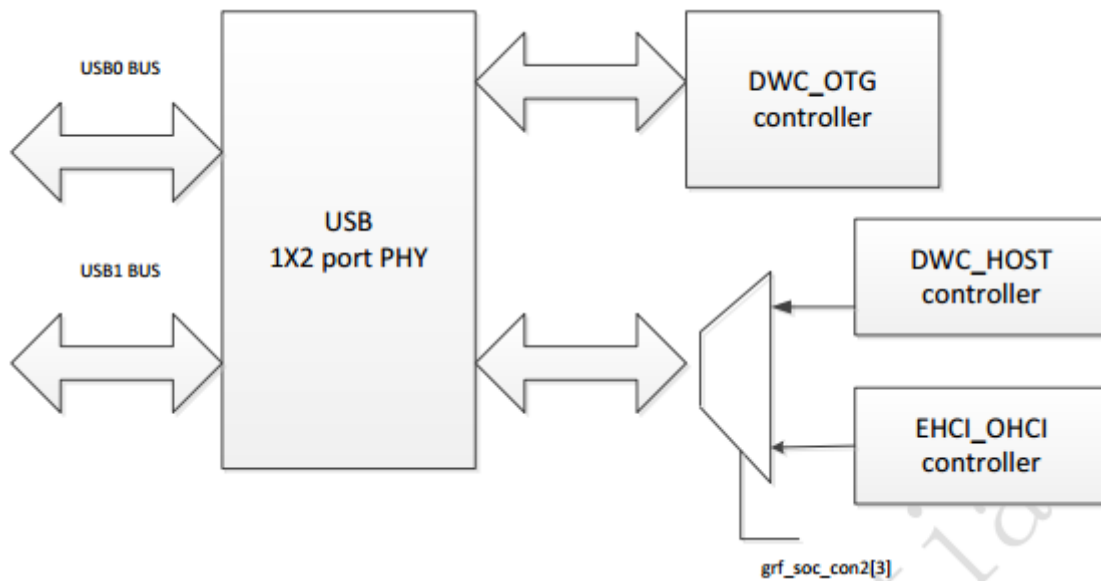 USB0 BUS
DWC_OTG
controller
USB
1X2 port PHY
USB1 BUS
DWC_HOST
controller
EHCI_OHCI
controller
grf_soc_con2[3]